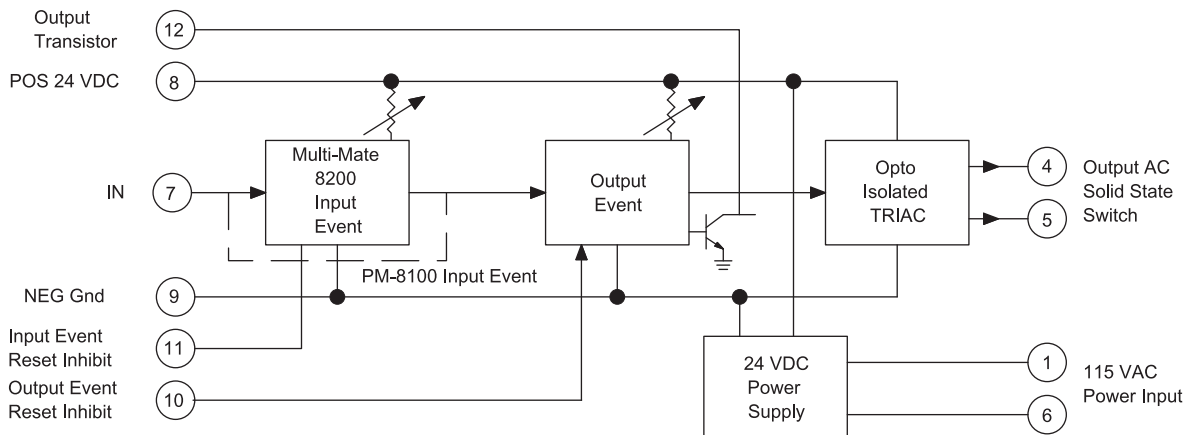 Output
Transistor
12
POS 24 VDC
8
IN
7
Multi-Mate
8200
Input
Event
Output
Event
Opto
Isolated
TRIAC
4
5
Output AC
Solid State
Switch
PM-8100 Input Event
NEG Gnd
9
Input Event
Reset Inhibit
11
Output Event
Reset Inhibit
10
24 VDC
Power
Supply
1
6
115 VAC
Power Input